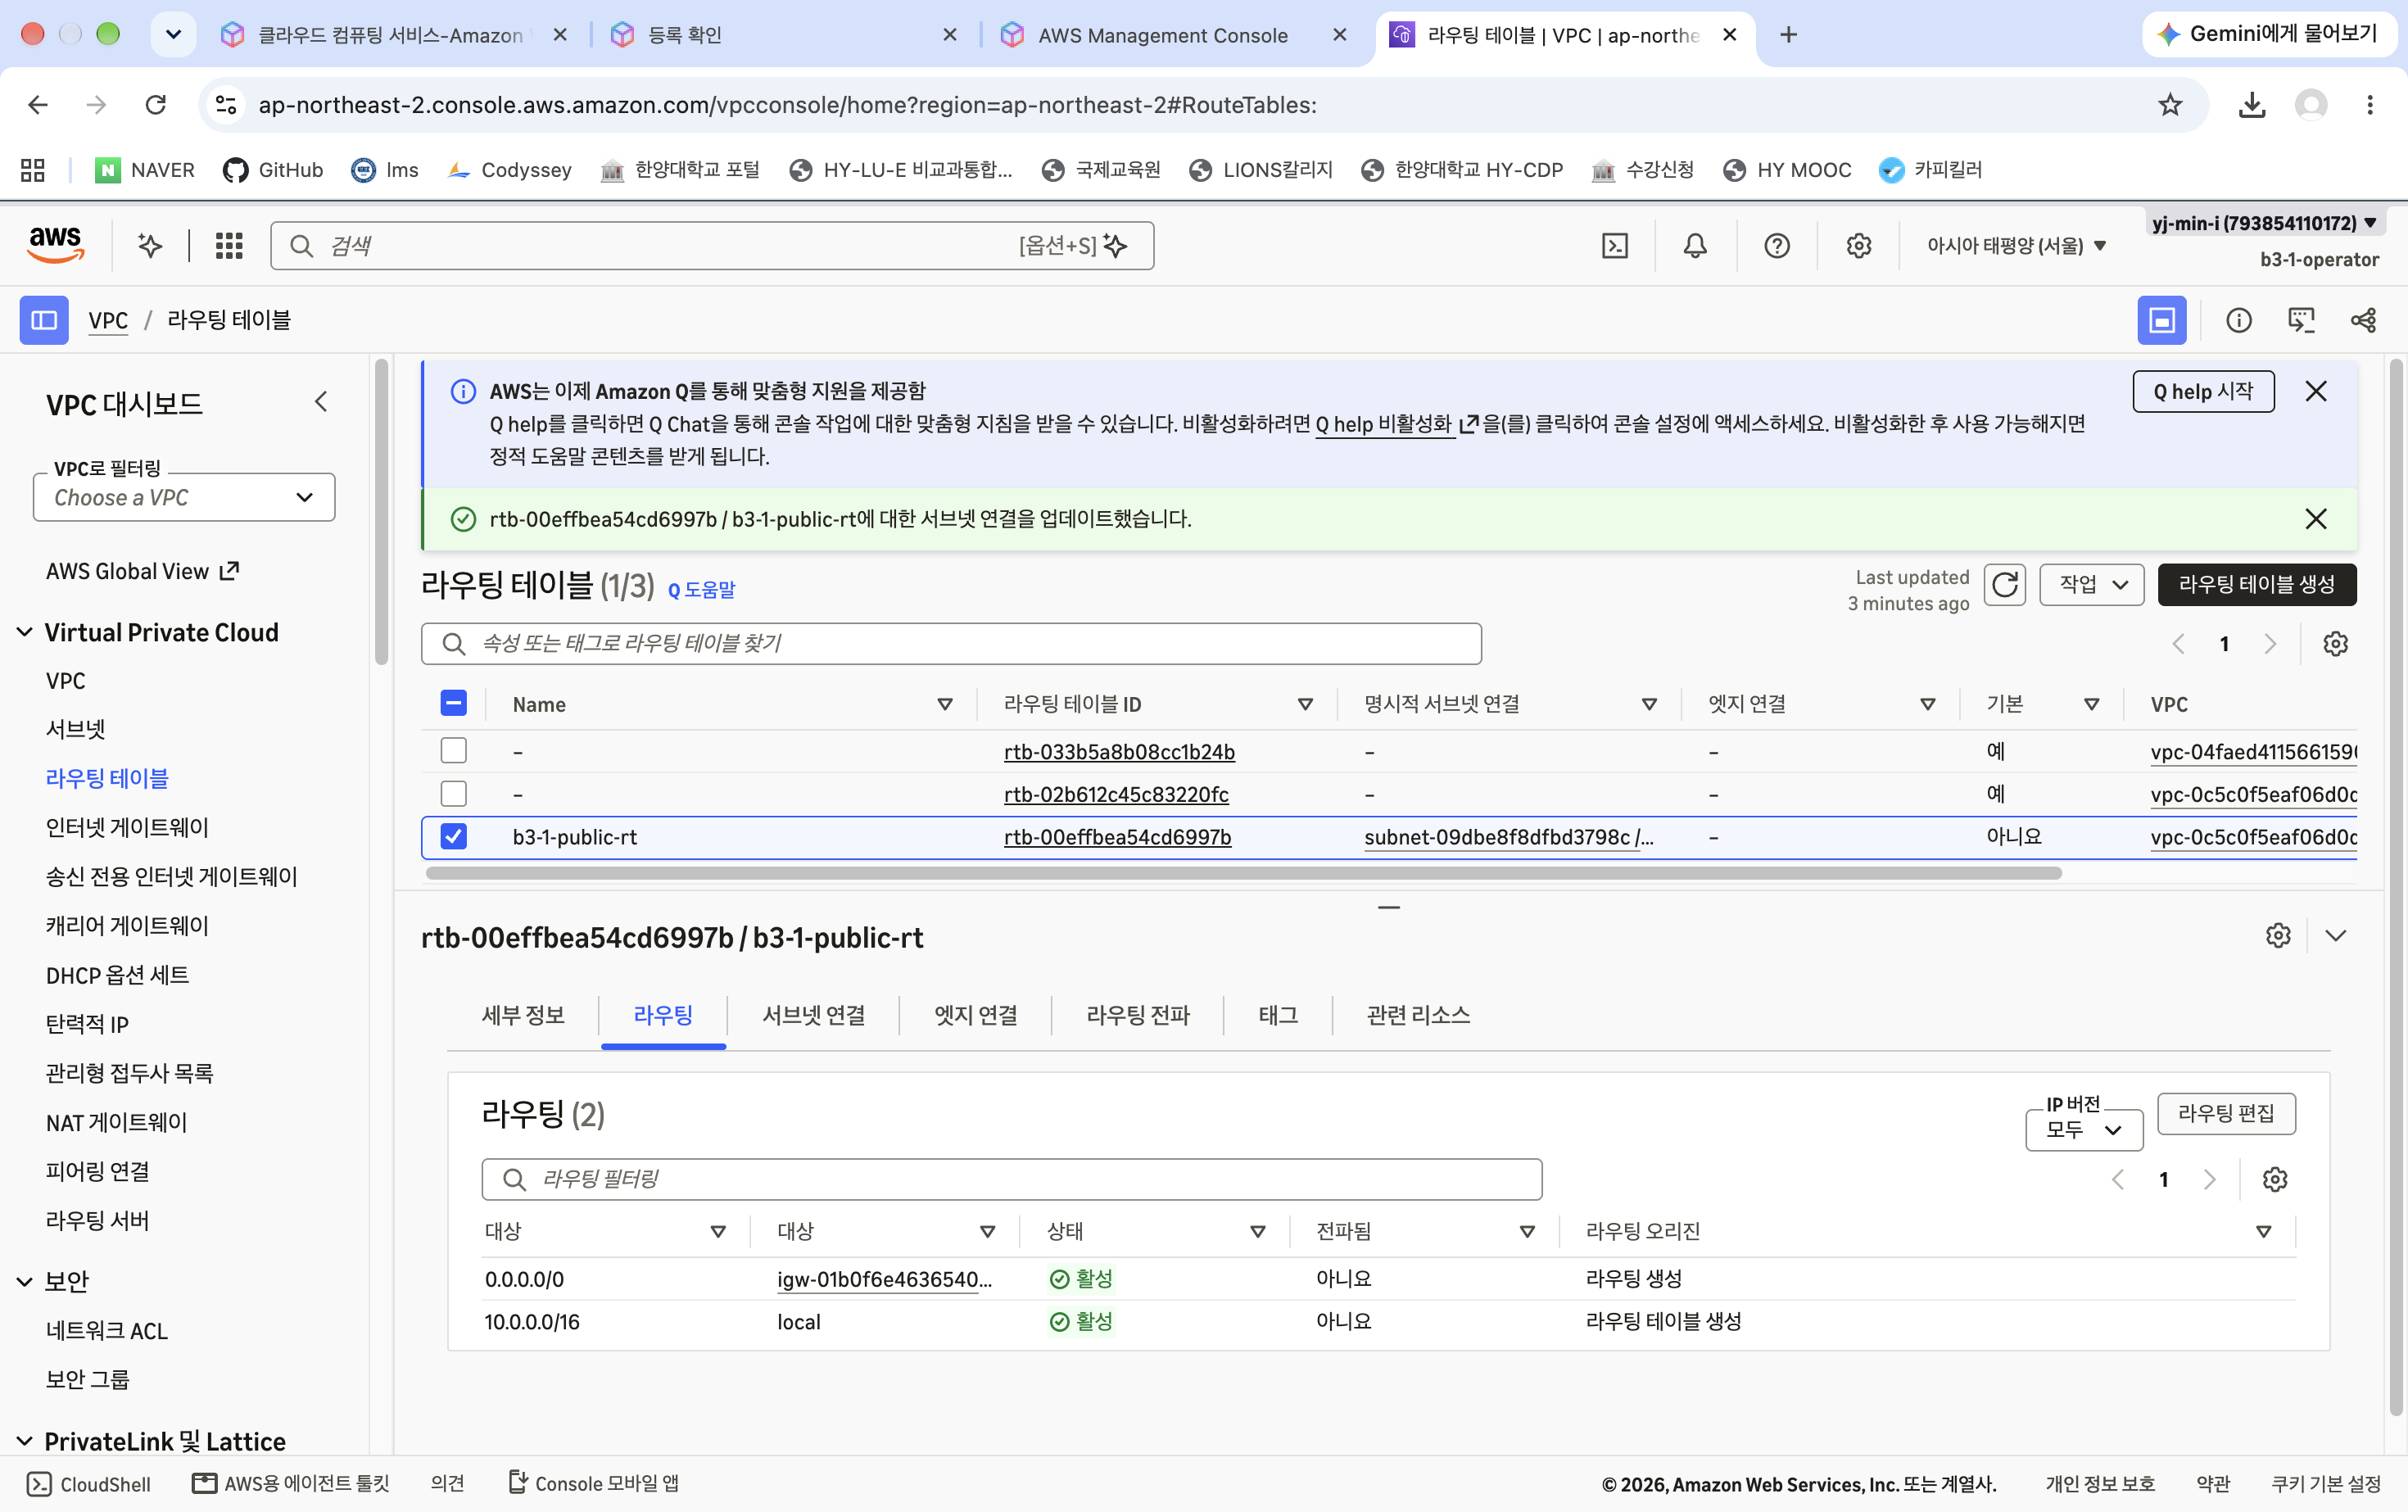 클라우드 컴퓨팅 서비스-Amazon
등록 확인
AWS Management Console
라우팅 테이블 | VPC | ap-northe
Gemini에게 물어보기
ap-northeast-2.console.aws.amazon.com/vpcconsole/home?region=ap-northeast-2#RouteTables:
NAVER
GitHub
lms
Codyssey
한양대학교 포털
HY-LU-E 비교과통합...
국제교육원
LIONS칼리지
한양대학교 HY-CDP
수강신청
HY MOOC
카피킬러
aws
검색
[옵션+S]
아시아 태평양 (서울)
yj-min-i (793854110172)
b3-1-operator
VPC / 라우팅 테이블
VPC 대시보드
VPC로 필터링
Choose a VPC
AWS Global View
Virtual Private Cloud
VPC
서브넷
라우팅 테이블
인터넷 게이트웨이
송신 전용 인터넷 게이트웨이
캐리어 게이트웨이
DHCP 옵션 세트
탄력적 IP
관리형 접두사 목록
NAT 게이트웨이
피어링 연결
라우팅 서버
보안
네트워크 ACL
보안 그룹
PrivateLink 및 Lattice
AWS는 이제 Amazon Q를 통해 맞춤형 지원을 제공함
Q help를 클릭하면 Q Chat을 통해 콘솔 작업에 대한 맞춤형 지침을 받을 수 있습니다. 비활성화하려면 Q help 비활성화 을(를) 클릭하여 콘솔 설정에 액세스하세요. 비활성화한 후 사용 가능해지면
정적 도움말 콘텐츠를 받게 됩니다.
Q help 시작
rtb-00effbea54cd6997b / b3-1-public-rt에 대한 서브넷 연결을 업데이트했습니다.
라우팅 테이블 (1/3) Q 도움말
Last updated
3 minutes ago
작업
라우팅 테이블 생성
속성 또는 태그로 라우팅 테이블 찾기
1
Name 라우팅 테이블 ID 명시적 서브넷 연결 엣지 연결 기본 VPC
– rtb-033b5a8b08cc1b24b – – 예 vpc-04faed4115661590
– rtb-02b612c45c83220fc – – 예 vpc-0c5c0f5eaf06d0c
b3-1-public-rt rtb-00effbea54cd6997b subnet-09dbe8f8dfbd3798c /... – 아니요 vpc-0c5c0f5eaf06d0c
rtb-00effbea54cd6997b / b3-1-public-rt
세부 정보 라우팅 서브넷 연결 엣지 연결 라우팅 전파 태그 관련 리소스
라우팅 (2)
IP 버전
모두
라우팅 편집
라우팅 필터링
1
대상 대상 상태 전파됨 라우팅 오리진
0.0.0.0/0 igw-01b0f6e4636540... 활성 아니요 라우팅 생성
10.0.0.0/16 local 활성 아니요 라우팅 테이블 생성
CloudShell
AWS용 에이전트 툴킷
의견
Console 모바일 앱
© 2026, Amazon Web Services, Inc. 또는 계열사.
개인 정보 보호
약관
쿠키 기본 설정